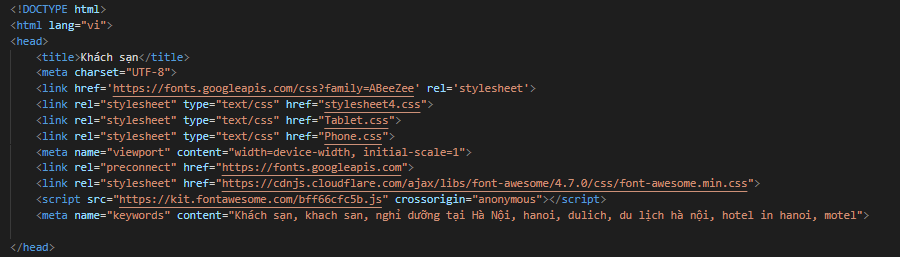 <!DOCTYPE html>
<html lang="vi">
<head>
    <title>Khách sạn</title>
    <meta charset="UTF-8">
    <link href='https://fonts.googleapis.com/css?family=ABeeZee' rel='stylesheet'>
    <link rel="stylesheet" type="text/css" href="stylesheet4.css">
    <link rel="stylesheet" type="text/css" href="Tablet.css">
    <link rel="stylesheet" type="text/css" href="Phone.css">
    <meta name="viewport" content="width=device-width, initial-scale=1">
    <link rel="preconnect" href="https://fonts.googleapis.com">
    <link rel="stylesheet" href="https://cdnjs.cloudflare.com/ajax/libs/font-awesome/4.7.0/css/font-awesome.min.css">
    <script src="https://kit.fontawesome.com/bff66cfc5b.js" crossorigin="anonymous"></script>
    <meta name="keywords" content="Khách sạn, khach san, nghỉ dưỡng tại Hà Nội, hanoi, dulich, du lịch hà nội, hotel in hanoi, motel">
</head>